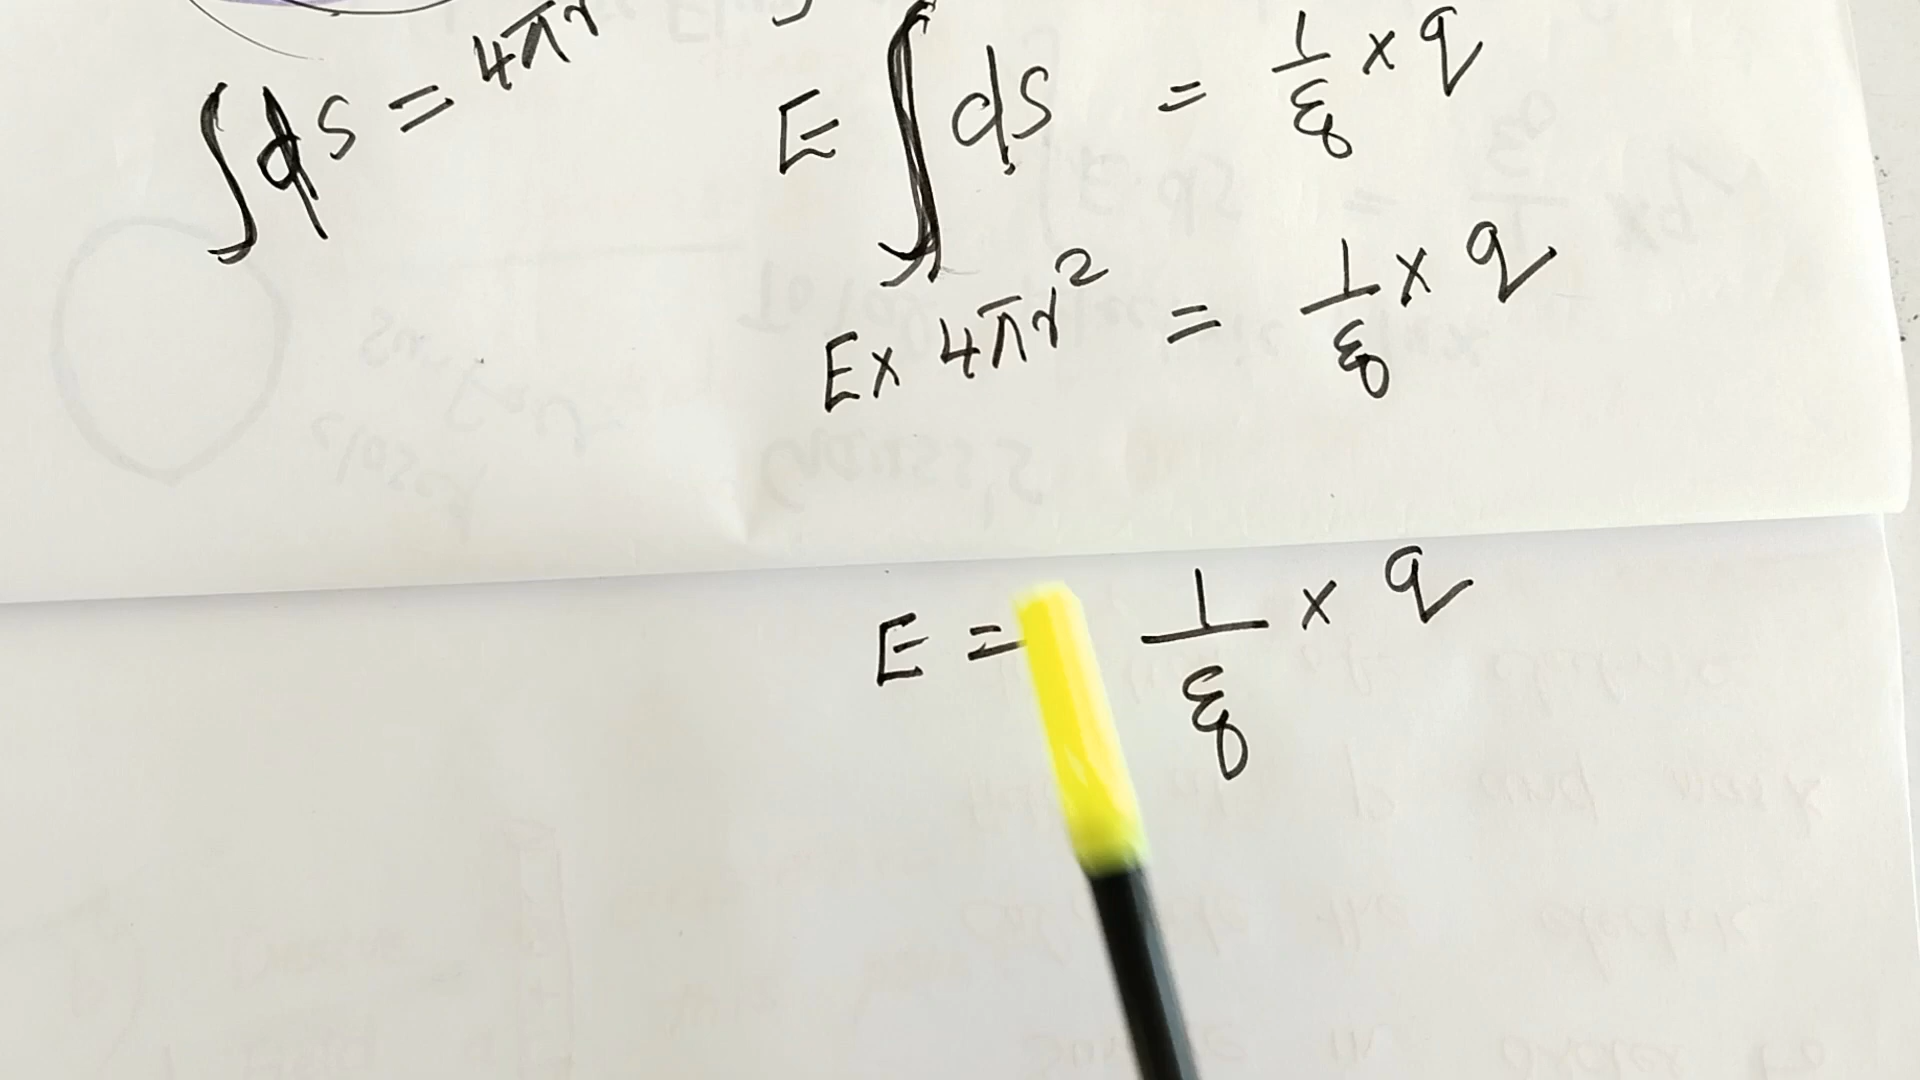 ∫ds = 4πr
E ∫ds = 1/ε₀ × q
E × 4πr² = 1/ε₀ × q
E = 1/ε₀ × q